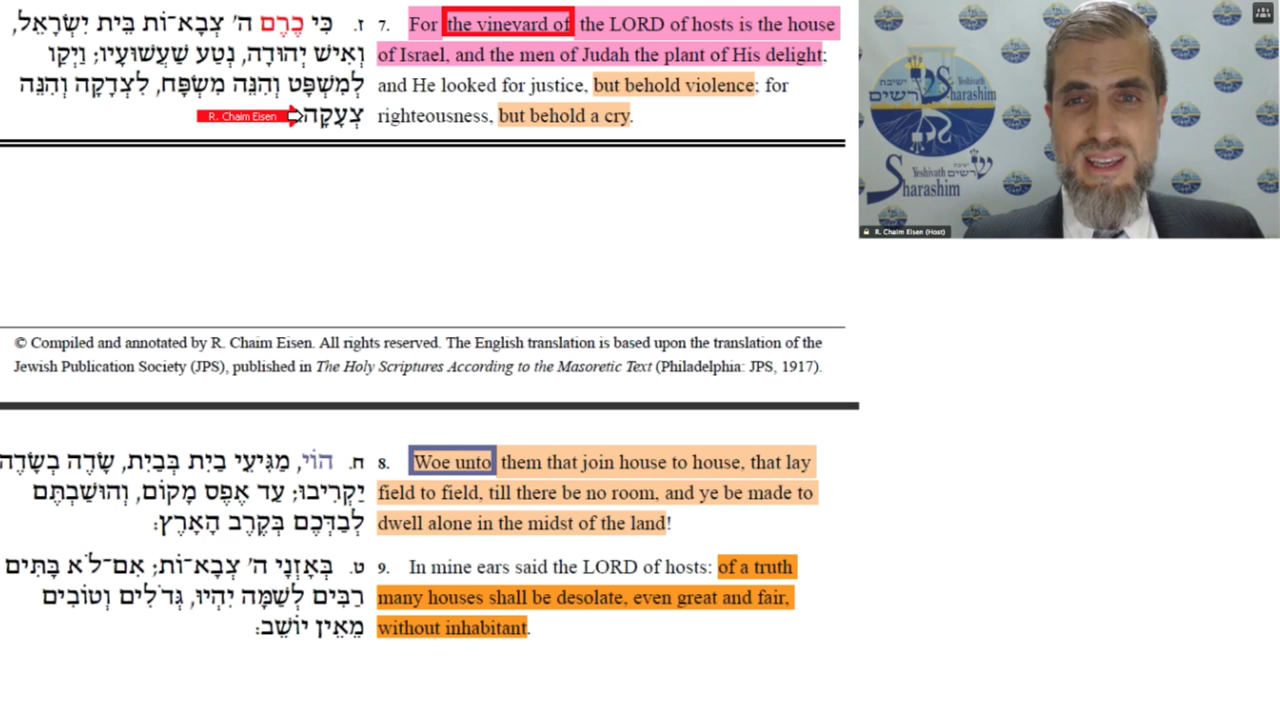 ז. כִּי כֶרֶם ה' צְבָא־וֹת בֵּית יִשְׂרָאֵל,
וְאִישׁ יְהוּדָה, נְטַע שַׁעֲשׁוּעָיו; וַיְקַו
לְמִשְׁפָּט וְהִנֵּה מִשְׂפָּח, לִצְדָקָה וְהִנֵּה
צְעָקָה
R. Chaim Eisen
7. For the vineyard of the LORD of hosts is the house
of Israel, and the men of Judah the plant of His delight;
and He looked for justice, but behold violence; for
righteousness, but behold a cry.
© Compiled and annotated by R. Chaim Eisen. All rights reserved. The English translation is based upon the translation of the
Jewish Publication Society (JPS), published in The Holy Scriptures According to the Masoretic Text (Philadelphia: JPS, 1917).
ח. הוֹי, מַגִּיעֵי בַיִת בְּבַיִת, שָׂדֶה בְשָׂדֶה
יַקְרִיבוּ; עַד אֶפֶס מָקוֹם, וְהוּשַׁבְתֶּם
לְבַדְּכֶם בְּקֶרֶב הָאָרֶץ:
8. Woe unto them that join house to house, that lay
field to field, till there be no room, and ye be made to
dwell alone in the midst of the land!
ט. בְּאָזְנָי ה' צְבָא־וֹת; אִם־לֹא בָּתִּים
רַבִּים לְשַׁמָּה יִהְיוּ, גְּדֹלִים וְטוֹבִים
מֵאֵין יוֹשֵׁב:
9. In mine ears said the LORD of hosts: of a truth
many houses shall be desolate, even great and fair,
without inhabitant.
ישיבת שרשים
Yeshivath Sharashim
Yeshivath ישיבת שרשים
Sharashim
R. Chaim Eisen (Host)